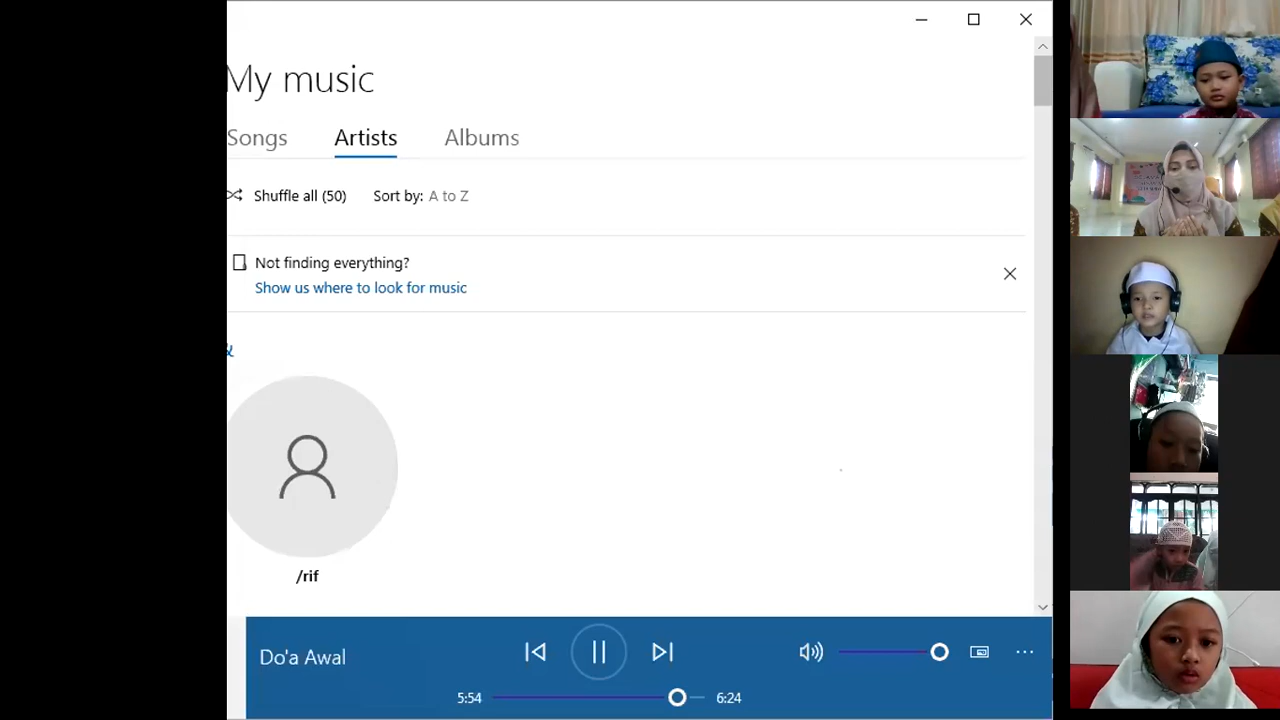 My music
Songs Artists Albums
Shuffle all (50) Sort by: A to Z
Not finding everything?
Show us where to look for music
&
/rif
Do'a Awal
5:54 6:24